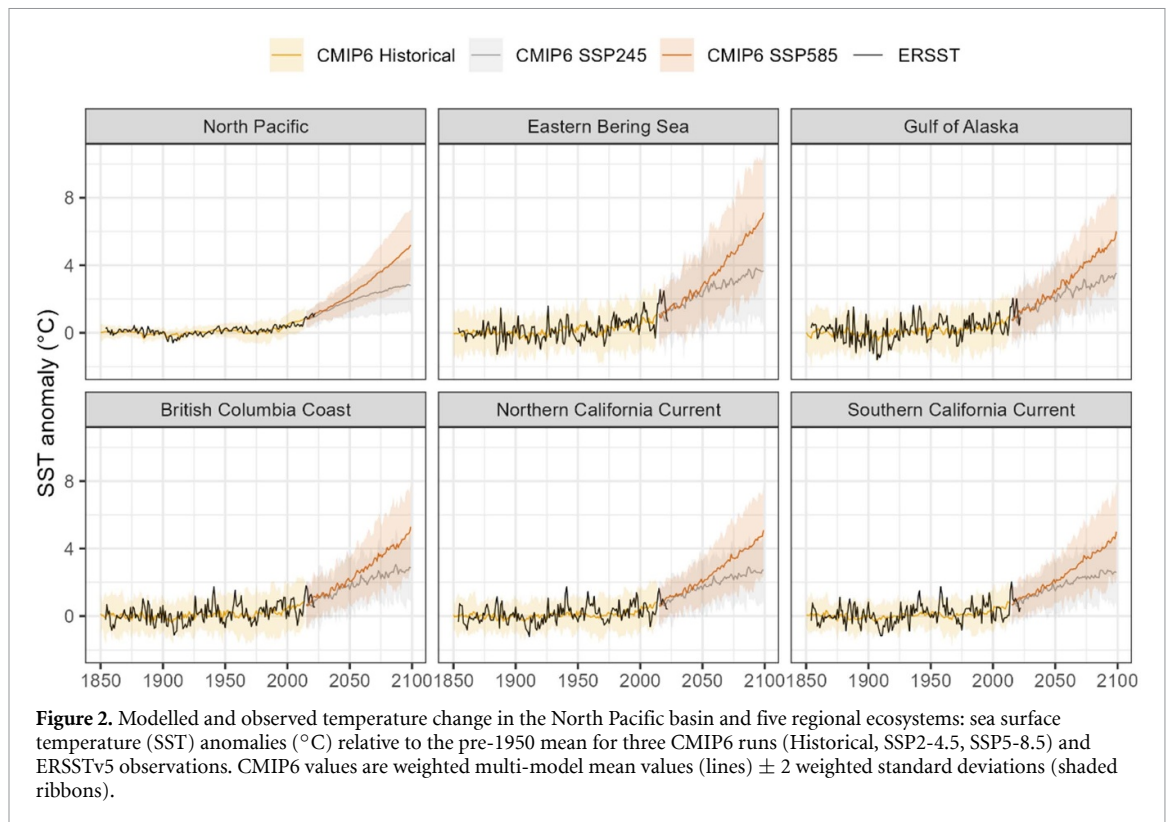 CMIP6 Historical CMIP6 SSP245 CMIP6 SSP585 ERSST
North Pacific Eastern Bering Sea Gulf of Alaska
8
4
0
British Columbia Coast Northern California Current Southern California Current
SST anomaly (°C)
8
4
0
1850 1900 1950 2000 2050 2100 1850 1900 1950 2000 2050 2100 1850 1900 1950 2000 2050 2100
Figure 2. Modelled and observed temperature change in the North Pacific basin and five regional ecosystems: sea surface
temperature (SST) anomalies (°C) relative to the pre-1950 mean for three CMIP6 runs (Historical, SSP2-4.5, SSP5-8.5) and
ERSSTv5 observations. CMIP6 values are weighted multi-model mean values (lines) ± 2 weighted standard deviations (shaded
ribbons).